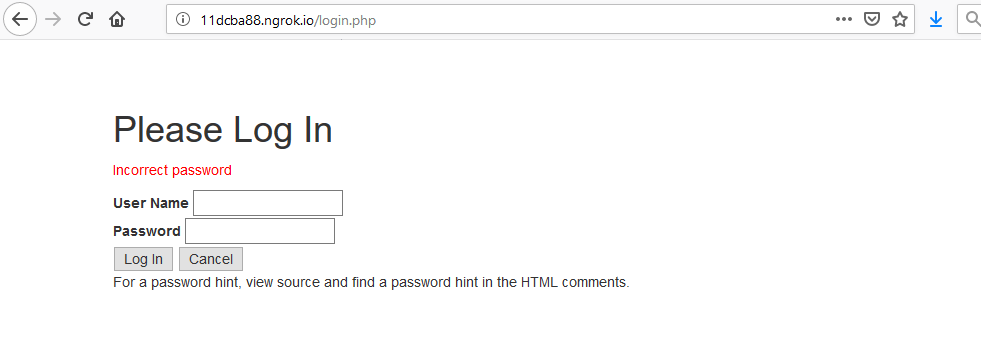 11dcba88.ngrok.io/login.php
Please Log In
Incorrect password
User Name
Password
Log In Cancel
For a password hint, view source and find a password hint in the HTML comments.